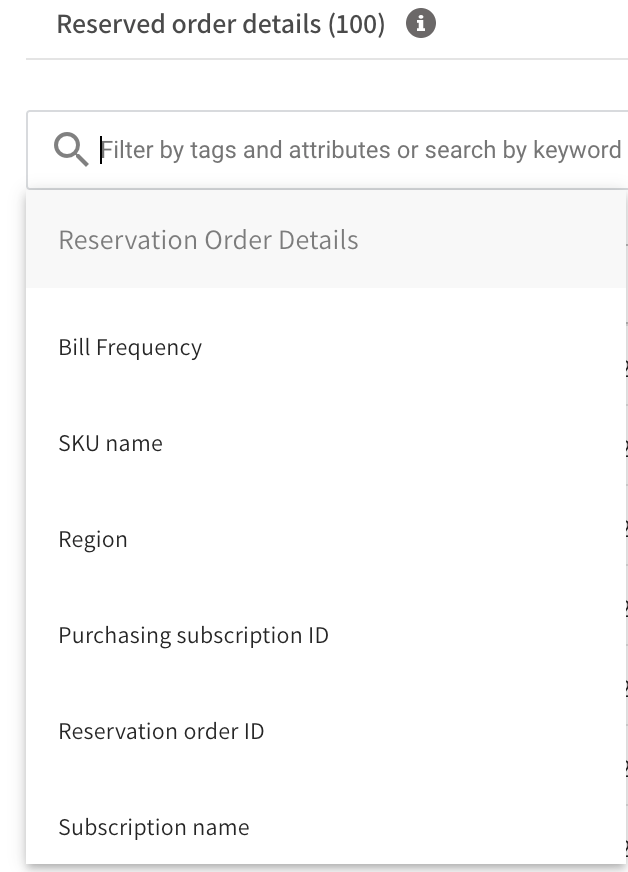 Reserved order details (100)
Filter by tags and attributes or search by keyword
Reservation Order Details
Bill Frequency
SKU name
Region
Purchasing subscription ID
Reservation order ID
Subscription name